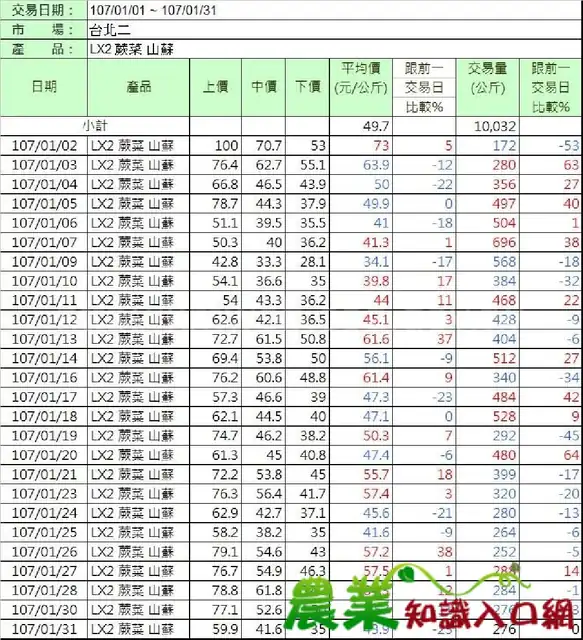 交易日期： 107/01/01 ~ 107/01/31
市 場： 台北二
產 品： LX2 蕨菜 山蘇
日期 產品 上價 中價 下價 平均價(元/公斤) 跟前一交易日比較% 交易量(公斤) 跟前一交易日比較%
小計 49.7 10,032
107/01/02 LX2 蕨菜 山蘇 100 70.7 53 73 5 172 -53
107/01/03 LX2 蕨菜 山蘇 76.4 62.7 55.1 63.9 -12 280 63
107/01/04 LX2 蕨菜 山蘇 66.8 46.5 43.9 50 -22 356 27
107/01/05 LX2 蕨菜 山蘇 78.7 44.3 37.9 49.9 0 497 40
107/01/06 LX2 蕨菜 山蘇 51.1 39.5 35.5 41 -18 504 1
107/01/07 LX2 蕨菜 山蘇 50.3 40 36.2 41.3 1 696 38
107/01/09 LX2 蕨菜 山蘇 42.8 33.3 28.1 34.1 -17 568 -18
107/01/10 LX2 蕨菜 山蘇 54.1 36.6 35 39.8 17 384 -32
107/01/11 LX2 蕨菜 山蘇 54 43.3 36.2 44 11 468 22
107/01/12 LX2 蕨菜 山蘇 62.6 42.1 36.5 45.1 3 428 -9
107/01/13 LX2 蕨菜 山蘇 72.7 61.5 50.8 61.6 37 404 -6
107/01/14 LX2 蕨菜 山蘇 69.4 53.8 50 56.1 -9 512 27
107/01/16 LX2 蕨菜 山蘇 76.2 60.6 48.8 61.4 9 340 -34
107/01/17 LX2 蕨菜 山蘇 57.3 46.6 39 47.3 -23 484 42
107/01/18 LX2 蕨菜 山蘇 62.1 44.5 40 47.1 0 528 9
107/01/19 LX2 蕨菜 山蘇 74.7 46.2 38.2 50.3 7 292 -45
107/01/20 LX2 蕨菜 山蘇 61.3 45 40.8 47.4 -6 480 64
107/01/21 LX2 蕨菜 山蘇 72.2 53.8 45 55.7 18 399 -17
107/01/23 LX2 蕨菜 山蘇 76.3 56.4 41.7 57.4 3 320 -20
107/01/24 LX2 蕨菜 山蘇 62.9 42.7 37.1 45.6 -21 280 -13
107/01/25 LX2 蕨菜 山蘇 58.2 38.2 35 41.6 -9 264 -6
107/01/26 LX2 蕨菜 山蘇 79.1 54.6 43 57.2 38 252 -5
107/01/27 LX2 蕨菜 山蘇 76.7 54.9 46.3 57.5 1 14
107/01/28 LX2 蕨菜 山蘇 78.8 61.8 12 284 -1
107/01/30 LX2 蕨菜 山蘇 77.1 52.6 276
107/01/31 LX2 蕨菜 山蘇 59.9 41.6 35 276
農業知識入口網